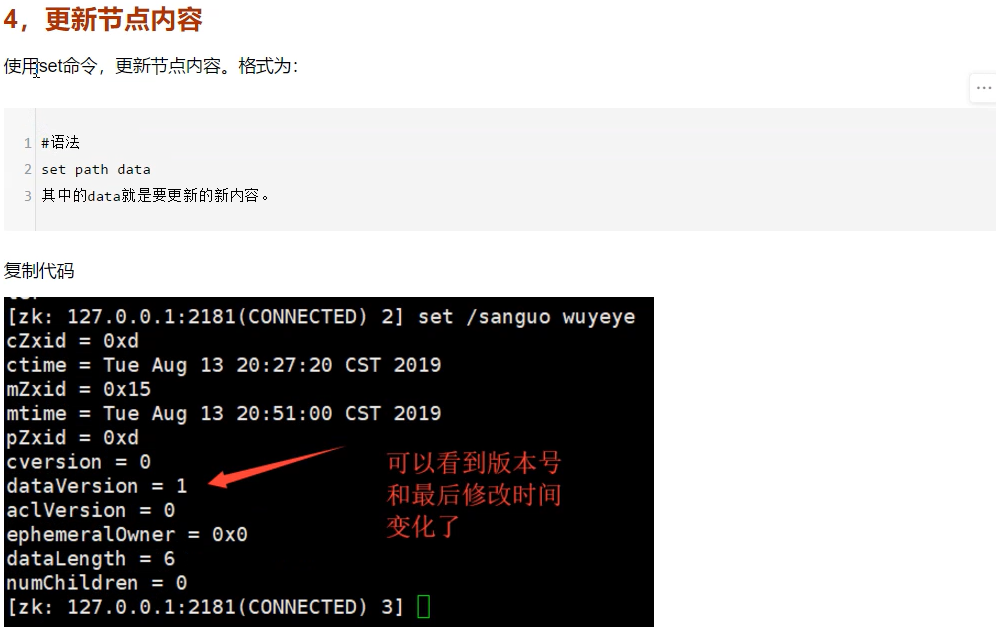 4，更新节点内容
使用set命令，更新节点内容。格式为：
...
1 #语法
2 set path data
3 其中的data就是要更新的新内容。
复制代码
[zk: 127.0.0.1:2181(CONNECTED) 2] set /sanguo wuyeye
cZxid = 0xd
ctime = Tue Aug 13 20:27:20 CST 2019
mZxid = 0x15
mtime = Tue Aug 13 20:51:00 CST 2019
pZxid = 0xd
cversion = 0
dataVersion = 1
aclVersion = 0
ephemeralOwner = 0x0
dataLength = 6
numChildren = 0
[zk: 127.0.0.1:2181(CONNECTED) 3]
可以看到版本号
和最后修改时间
变化了